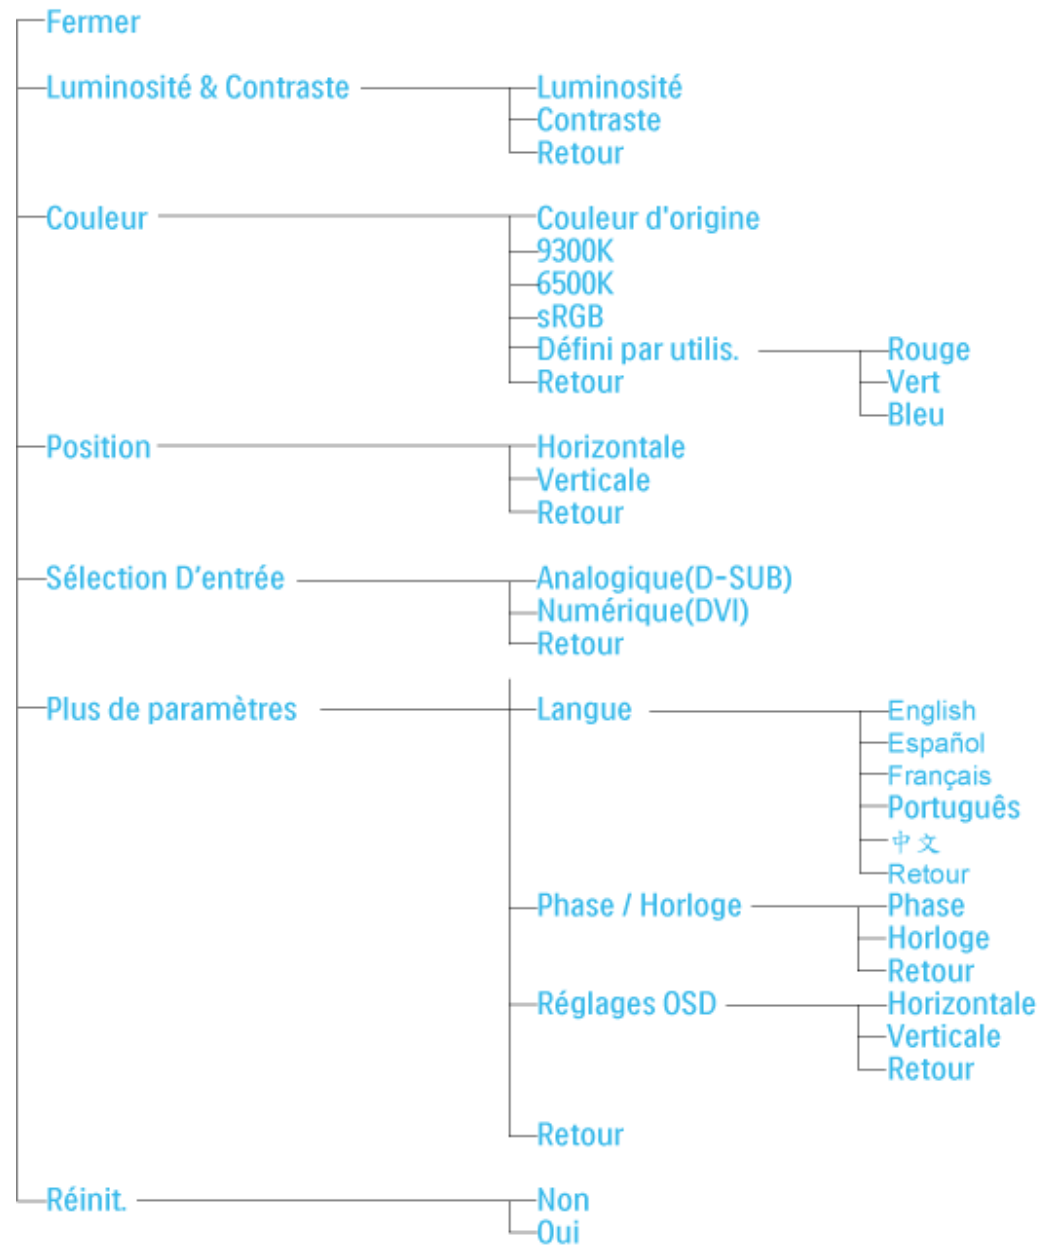 Fermer
Luminosité & Contraste Luminosité
Contraste
Retour
Couleur Couleur d'origine
9300K
6500K
sRGB
Défini par utilis. Rouge
Retour Vert
Bleu
Position Horizontale
Verticale
Retour
Sélection D’entrée Analogique(D-SUB)
Numérique(DVI)
Retour
Plus de paramètres Langue English
Español
Français
Português
中文
Retour
Phase / Horloge Phase
Horloge
Retour
Réglages OSD Horizontale
Verticale
Retour
Retour
Réinit. Non
Oui